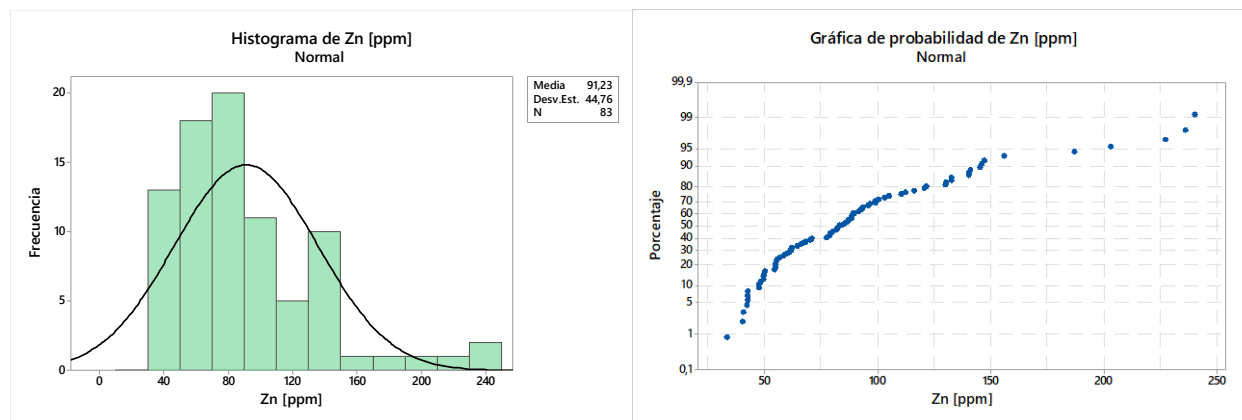 Histograma de Zn [ppm]
Normal
Media 91,23
Desv.Est. 44,76
N 83
20
15
10
5
0
Frecuencia
0 40 80 120 160 200 240
Zn [ppm]
Gráfica de probabilidad de Zn [ppm]
Normal
99,9
99
95
90
80
70
60
50
40
30
20
10
5
1
0,1
Porcentaje
50 100 150 200 250
Zn [ppm]